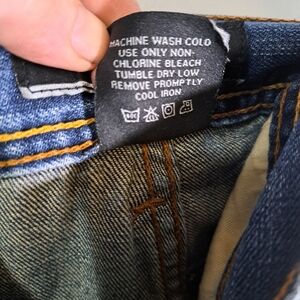 MACHINE WASH COLD
USE ONLY NON-
CHLORINE BLEACH
TUMBLE DRY LOW
REMOVE PROMPTLY
COOL IRON